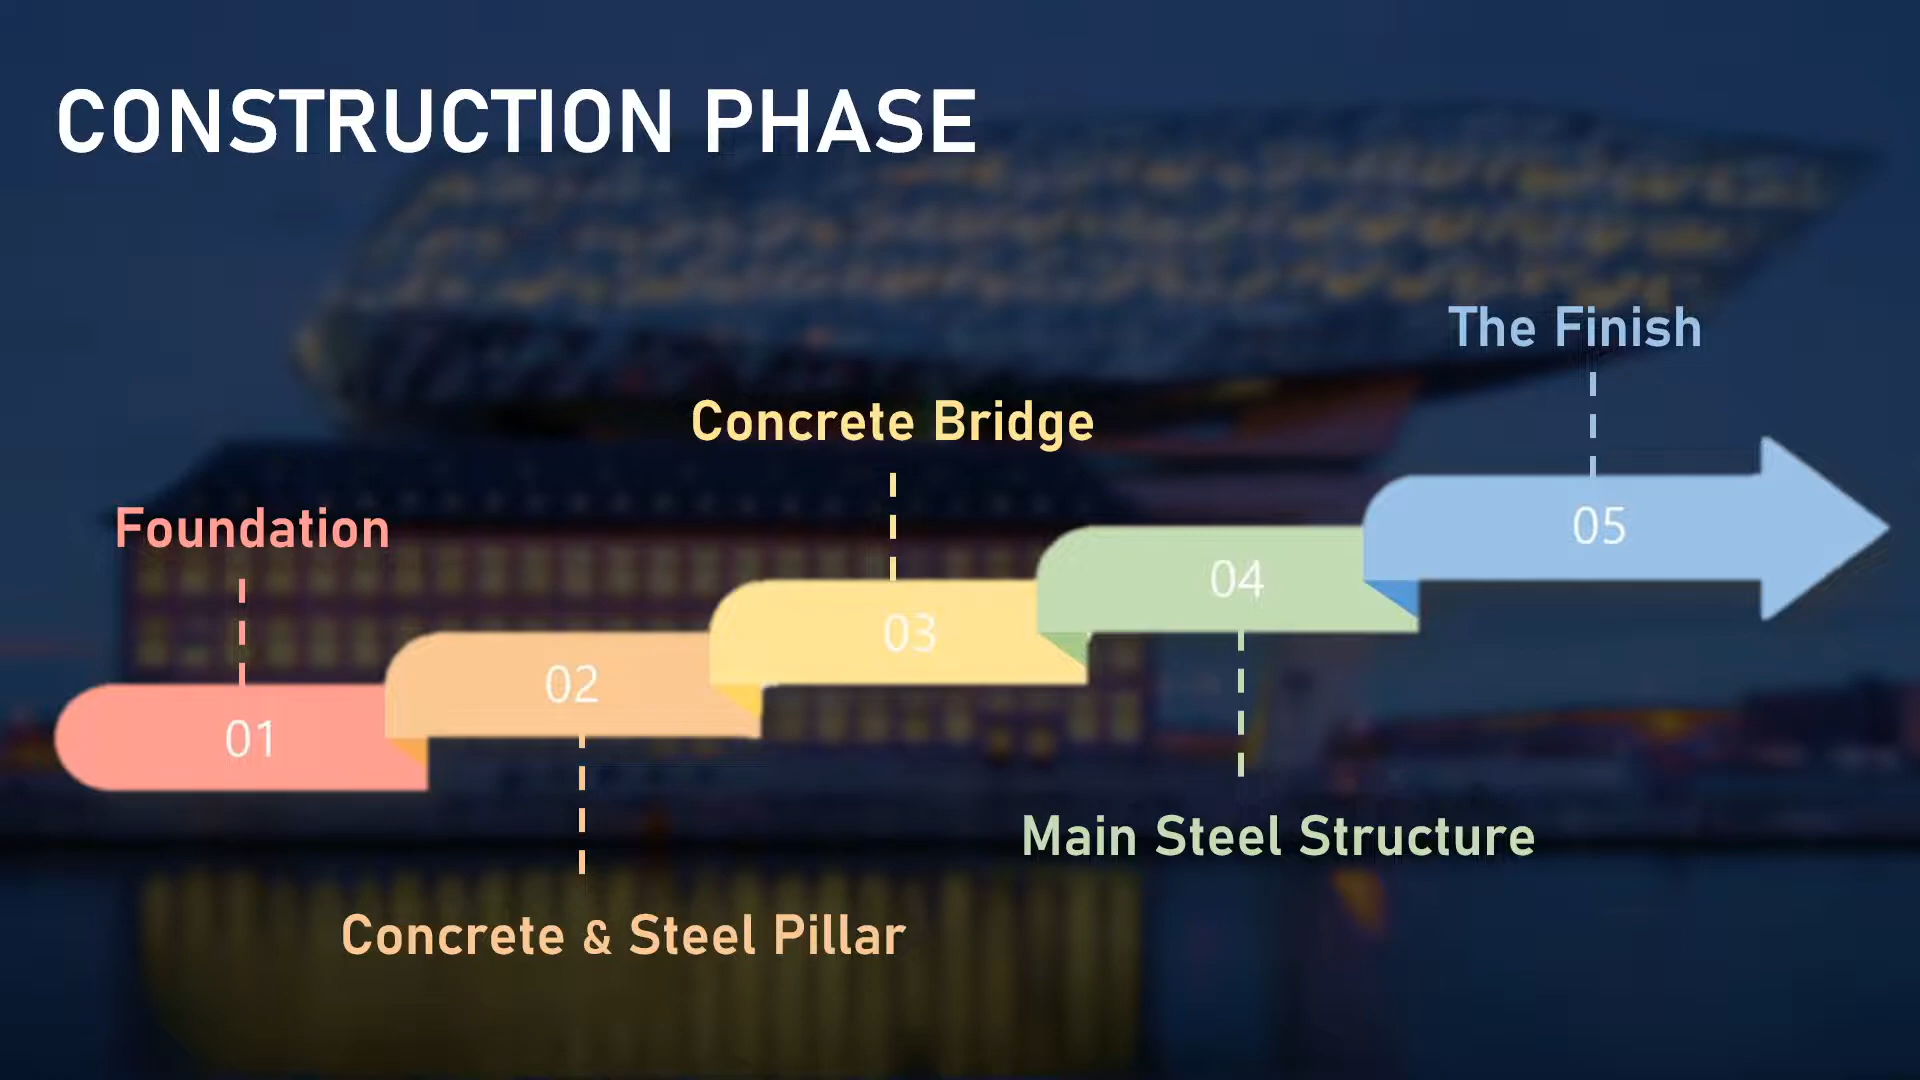 CONSTRUCTION PHASE
The Finish
Concrete Bridge
Foundation
05
04
03
02
01
Main Steel Structure
Concrete & Steel Pillar